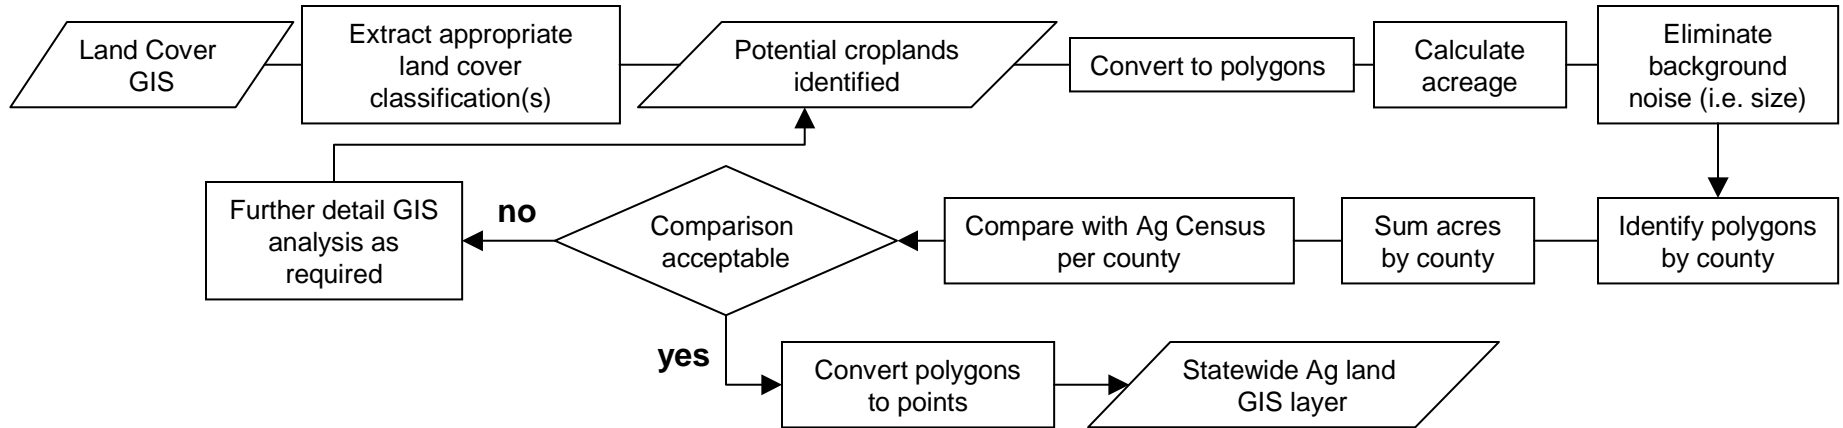 Land Cover
GIS
Extract appropriate
land cover
classification(s)
Potential croplands
identified
Convert to polygons
Calculate
acreage
Eliminate
background
noise (i.e. size)
Further detail GIS
analysis as
required
no
Comparison
acceptable
Compare with Ag Census
per county
Sum acres
by county
Identify polygons
by county
yes
Convert polygons
to points
Statewide Ag land
GIS layer